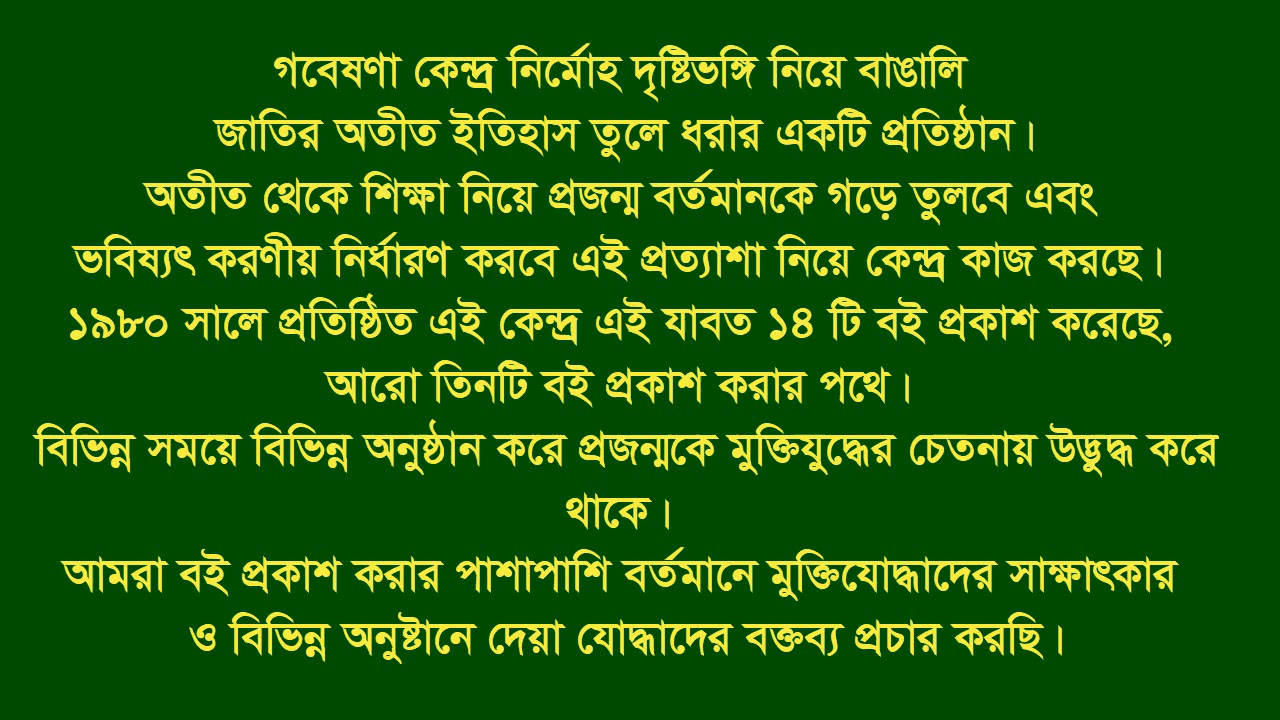 গবেষণা কেন্দ্র নির্মোহ দৃষ্টিভঙ্গি নিয়ে বাঙালি
জাতির অতীত ইতিহাস তুলে ধরার একটি প্রতিষ্ঠান।
অতীত থেকে শিক্ষা নিয়ে প্রজন্ম বর্তমানকে গড়ে তুলবে এবং
ভবিষ্যৎ করণীয় নির্ধারণ করবে এই প্রত্যাশা নিয়ে কেন্দ্র কাজ করছে।
১৯৮০ সালে প্রতিষ্ঠিত এই কেন্দ্র এই যাবত ১৪ টি বই প্রকাশ করেছে,
আরো তিনটি বই প্রকাশ করার পথে।
বিভিন্ন সময়ে বিভিন্ন অনুষ্ঠান করে প্রজন্মকে মুক্তিযুদ্ধের চেতনায় উদ্ভুদ্ধ করে
থাকে।
আমরা বই প্রকাশ করার পাশাপাশি বর্তমানে মুক্তিযোদ্ধাদের সাক্ষাৎকার
ও বিভিন্ন অনুষ্টানে দেয়া যোদ্ধাদের বক্তব্য প্রচার করছি।